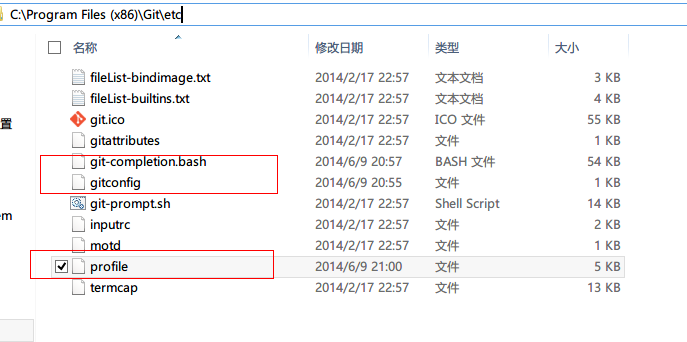 C:\Program Files (x86)\Git\etc
名称 修改日期 类型 大小
fileList-bindimage.txt 2014/2/17 22:57 文本文档 3 KB
fileList-builtins.txt 2014/2/17 22:57 文本文档 4 KB
置
git.ico 2014/2/17 22:57 ICO 文件 55 KB
gitattributes 2014/2/17 22:57 文件 1 KB
git-completion.bash 2014/6/9 20:57 BASH 文件 54 KB
gitconfig 2014/6/9 20:55 文件 1 KB
em
git-prompt.sh 2014/2/17 22:57 Shell Script 14 KB
inputrc 2014/2/17 22:57 文件 2 KB
motd 2014/2/17 22:57 文件 1 KB
profile 2014/6/9 21:00 文件 5 KB
termcap 2014/2/17 22:57 文件 13 KB